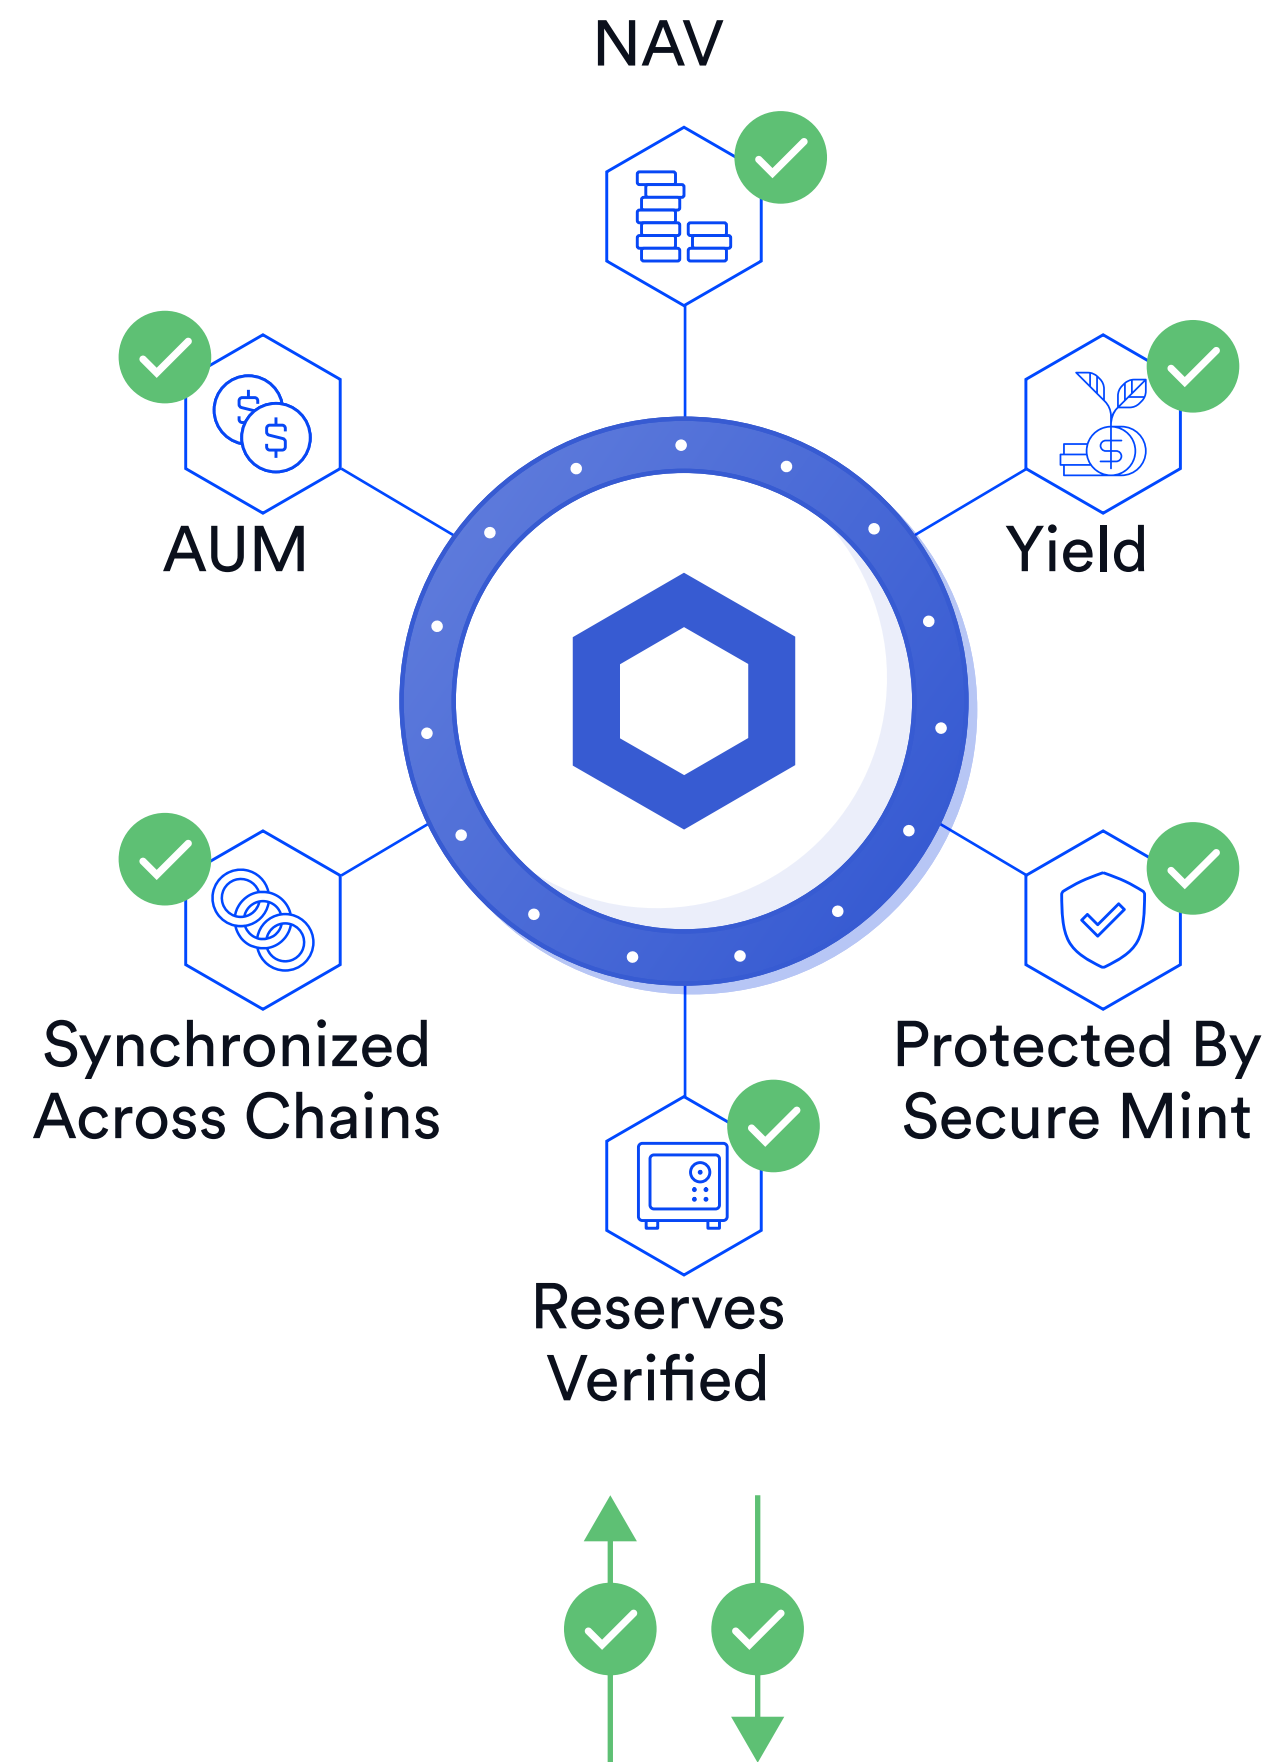 NAV
AUM
Yield
Synchronized
Across Chains
Protected By
Secure Mint
Reserves
Verified